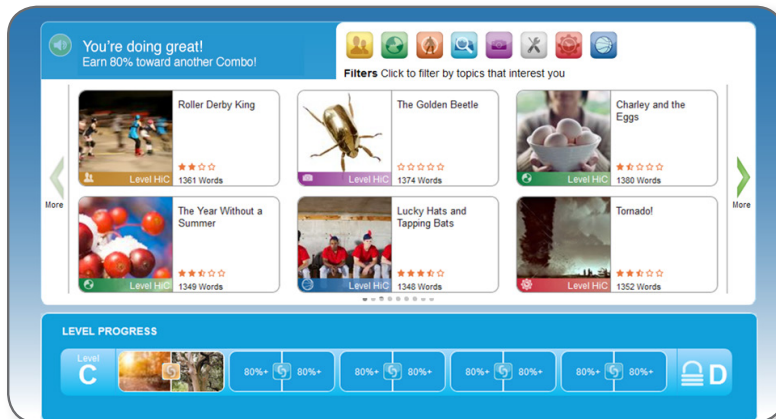 You're doing great!
Earn 80% toward another Combo!
Filters Click to filter by topics that interest you
Roller Derby King
Level HiC
1361 Words
The Golden Beetle
Level HiC
1374 Words
Charley and the
Eggs
Level HiC
1380 Words
More
More
The Year Without a
Summer
Level HiC
1349 Words
Lucky Hats and
Tapping Bats
Level HiC
1348 Words
Tornado!
Level HiC
1352 Words
LEVEL PROGRESS
Level
C
80%+ 80%+
80%+ 80%+
80%+ 80%+
80%+ 80%+
D